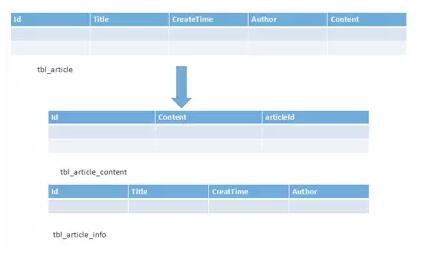 Id Title CreateTime Author Content
tbl_article
Id Content articleId
tbl_article_content
Id Title CreatTime Author
tbl_article_info